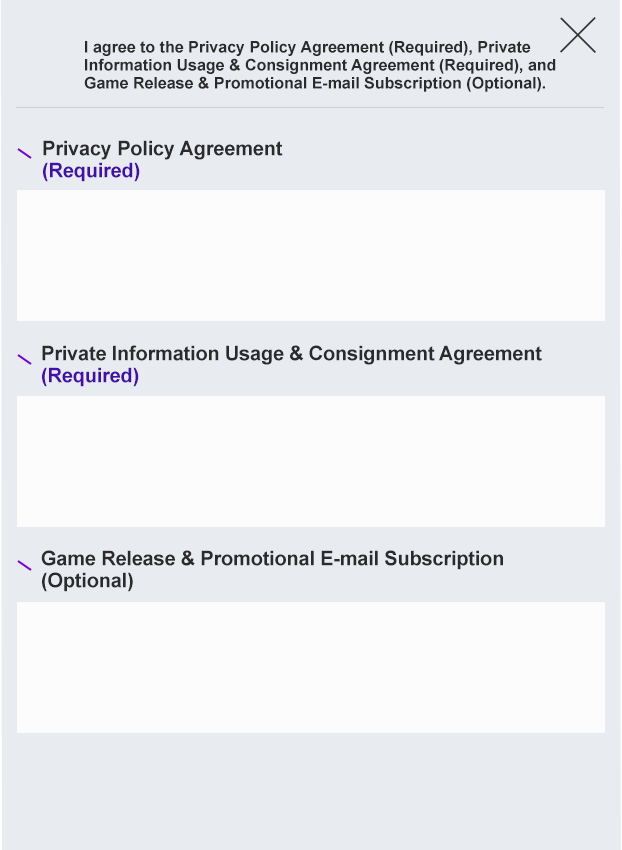 I agree to the Privacy Policy Agreement (Required), Private
Information Usage & Consignment Agreement (Required), and
Game Release & Promotional E-mail Subscription (Optional).
Privacy Policy Agreement
(Required)
Private Information Usage & Consignment Agreement
(Required)
Game Release & Promotional E-mail Subscription
(Optional)